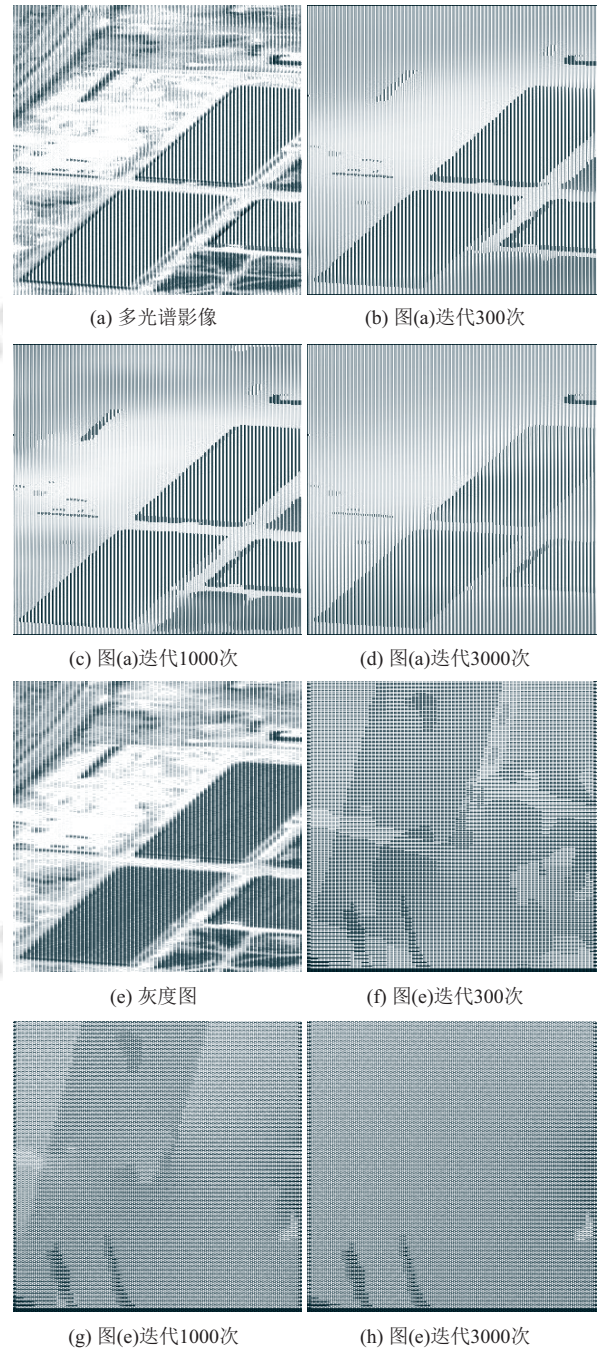 (a) 多光谱影像
(b) 图(a)迭代300次
(c) 图(a)迭代1000次
(d) 图(a)迭代3000次
(e) 灰度图
(f) 图(e)迭代300次
(g) 图(e)迭代1000次
(h) 图(e)迭代3000次